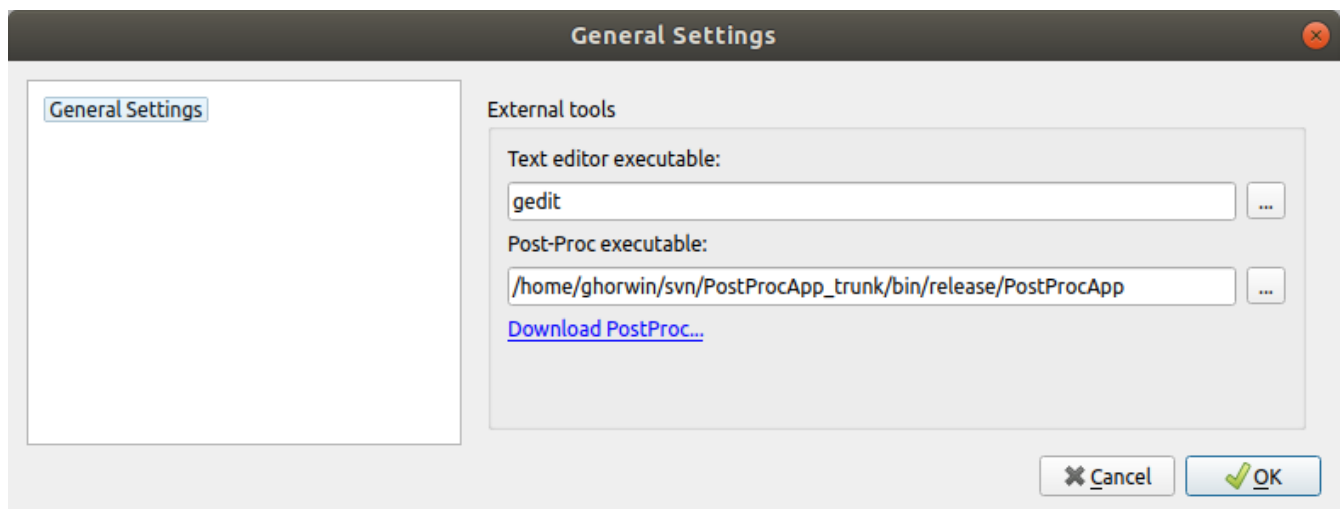 General Settings
General Settings
External tools
Text editor executable:
gedit
...
Post-Proc executable:
/home/ghorwin/svn/PostProcApp_trunk/bin/release/PostProcApp
...
Download PostProc...
Cancel
OK